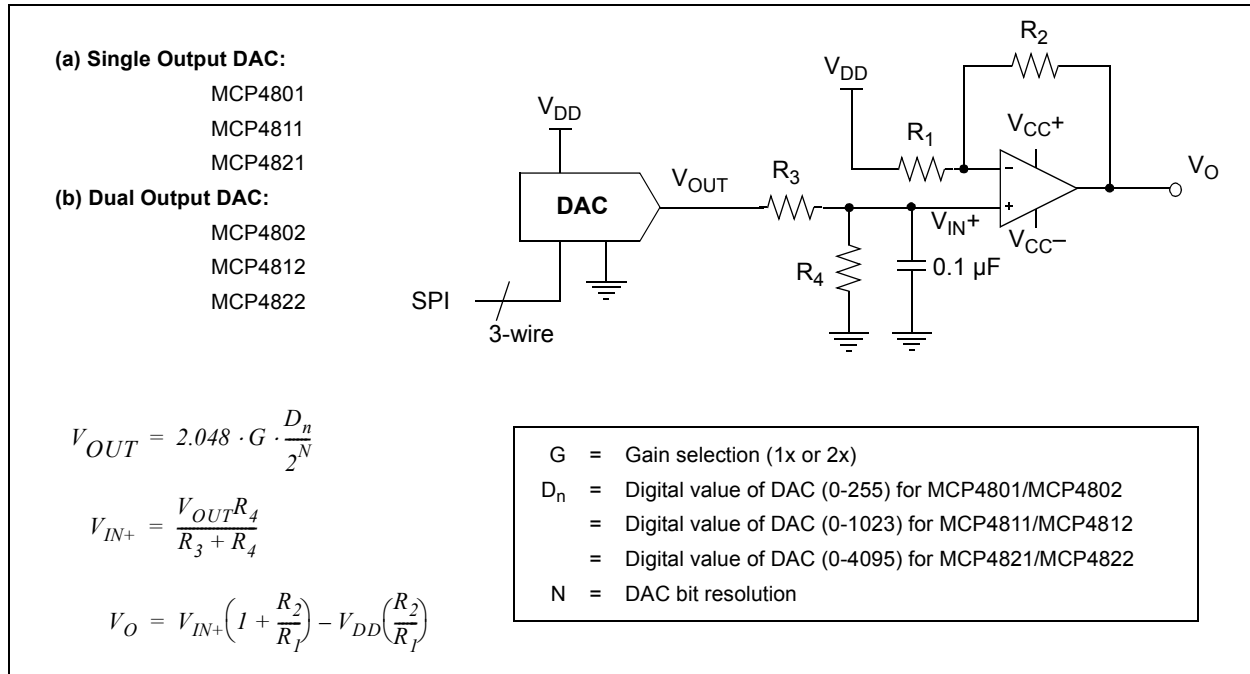 (a) Single Output DAC:
MCP4801
MCP4811
MCP4821
(b) Dual Output DAC:
MCP4802
MCP4812
MCP4822
V_DD
DAC
SPI
3-wire
V_OUT
R_3
R_4
V_DD
R_1
R_2
V_CC+
–
+
V_IN+
V_CC–
0.1 µF
V_O
V_OUT = 2.048 · G · D_n / 2^N
V_IN+ = V_OUT R_4 / R_3 + R_4
V_O = V_IN+ (1 + R_2 / R_1) – V_DD (R_2 / R_1)
G = Gain selection (1x or 2x)
D_n = Digital value of DAC (0-255) for MCP4801/MCP4802
= Digital value of DAC (0-1023) for MCP4811/MCP4812
= Digital value of DAC (0-4095) for MCP4821/MCP4822
N = DAC bit resolution